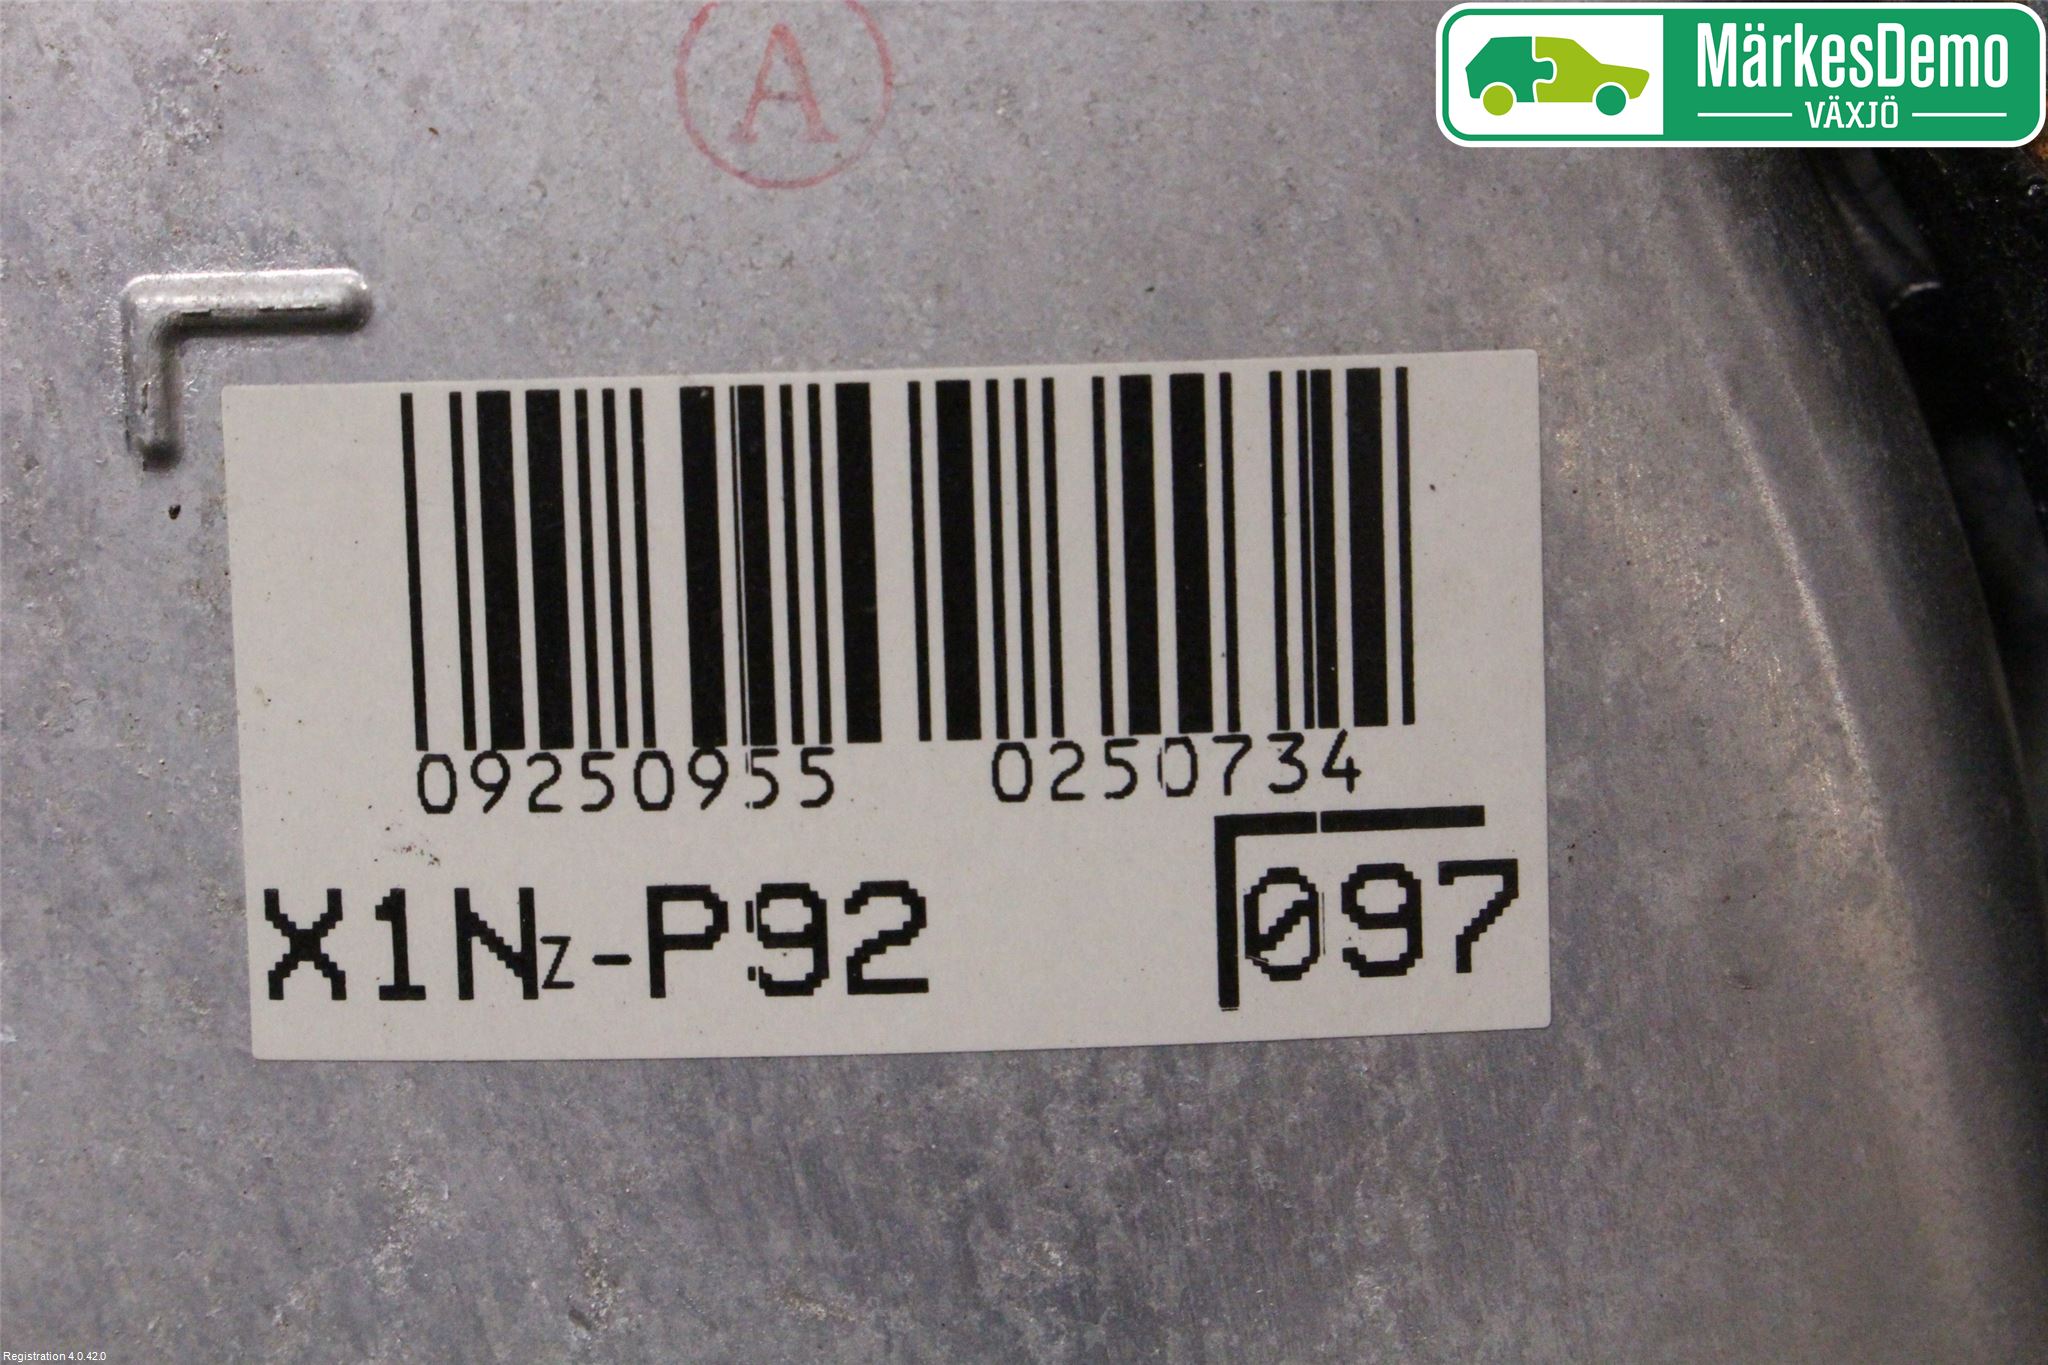 A
MärkesDemo
VÄXJÖ
09250955 0250734
X1NZ-P92 097
Registration 4.0.42.0